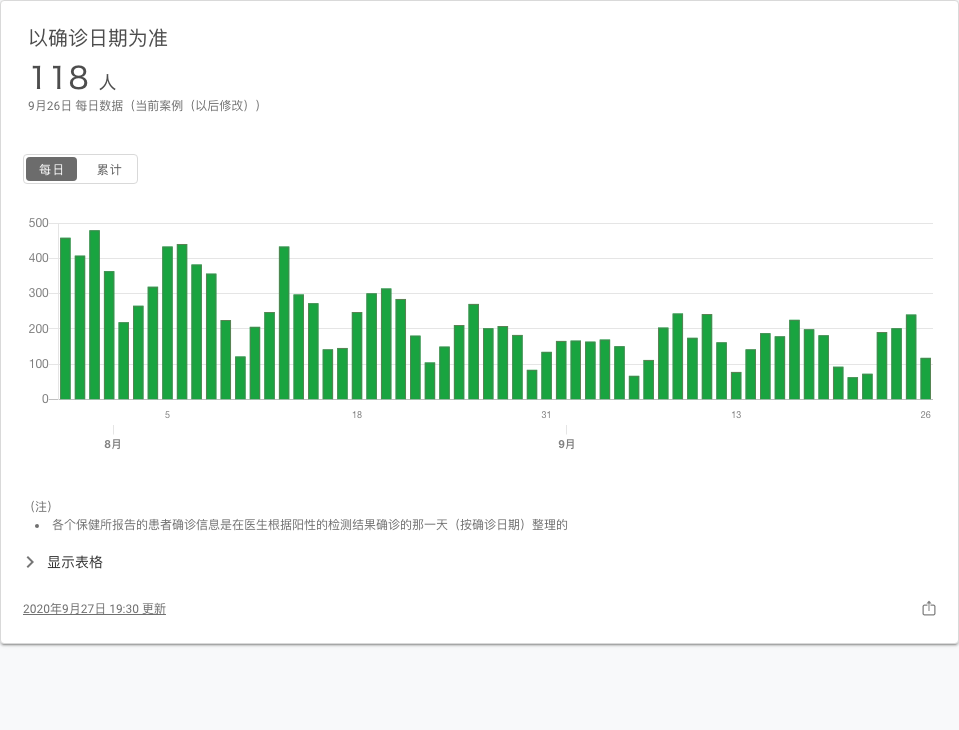 以确诊日期为准
118 人
9月26日 每日数据（当前案例（以后修改））
每日 累计
500
400
300
200
100
0
5 18 31 13 26
8月 9月
（注）
• 各个保健所报告的患者确诊信息是在医生根据阳性的检测结果确诊的那一天（按确诊日期）整理的
显示表格
2020年9月27日 19:30 更新